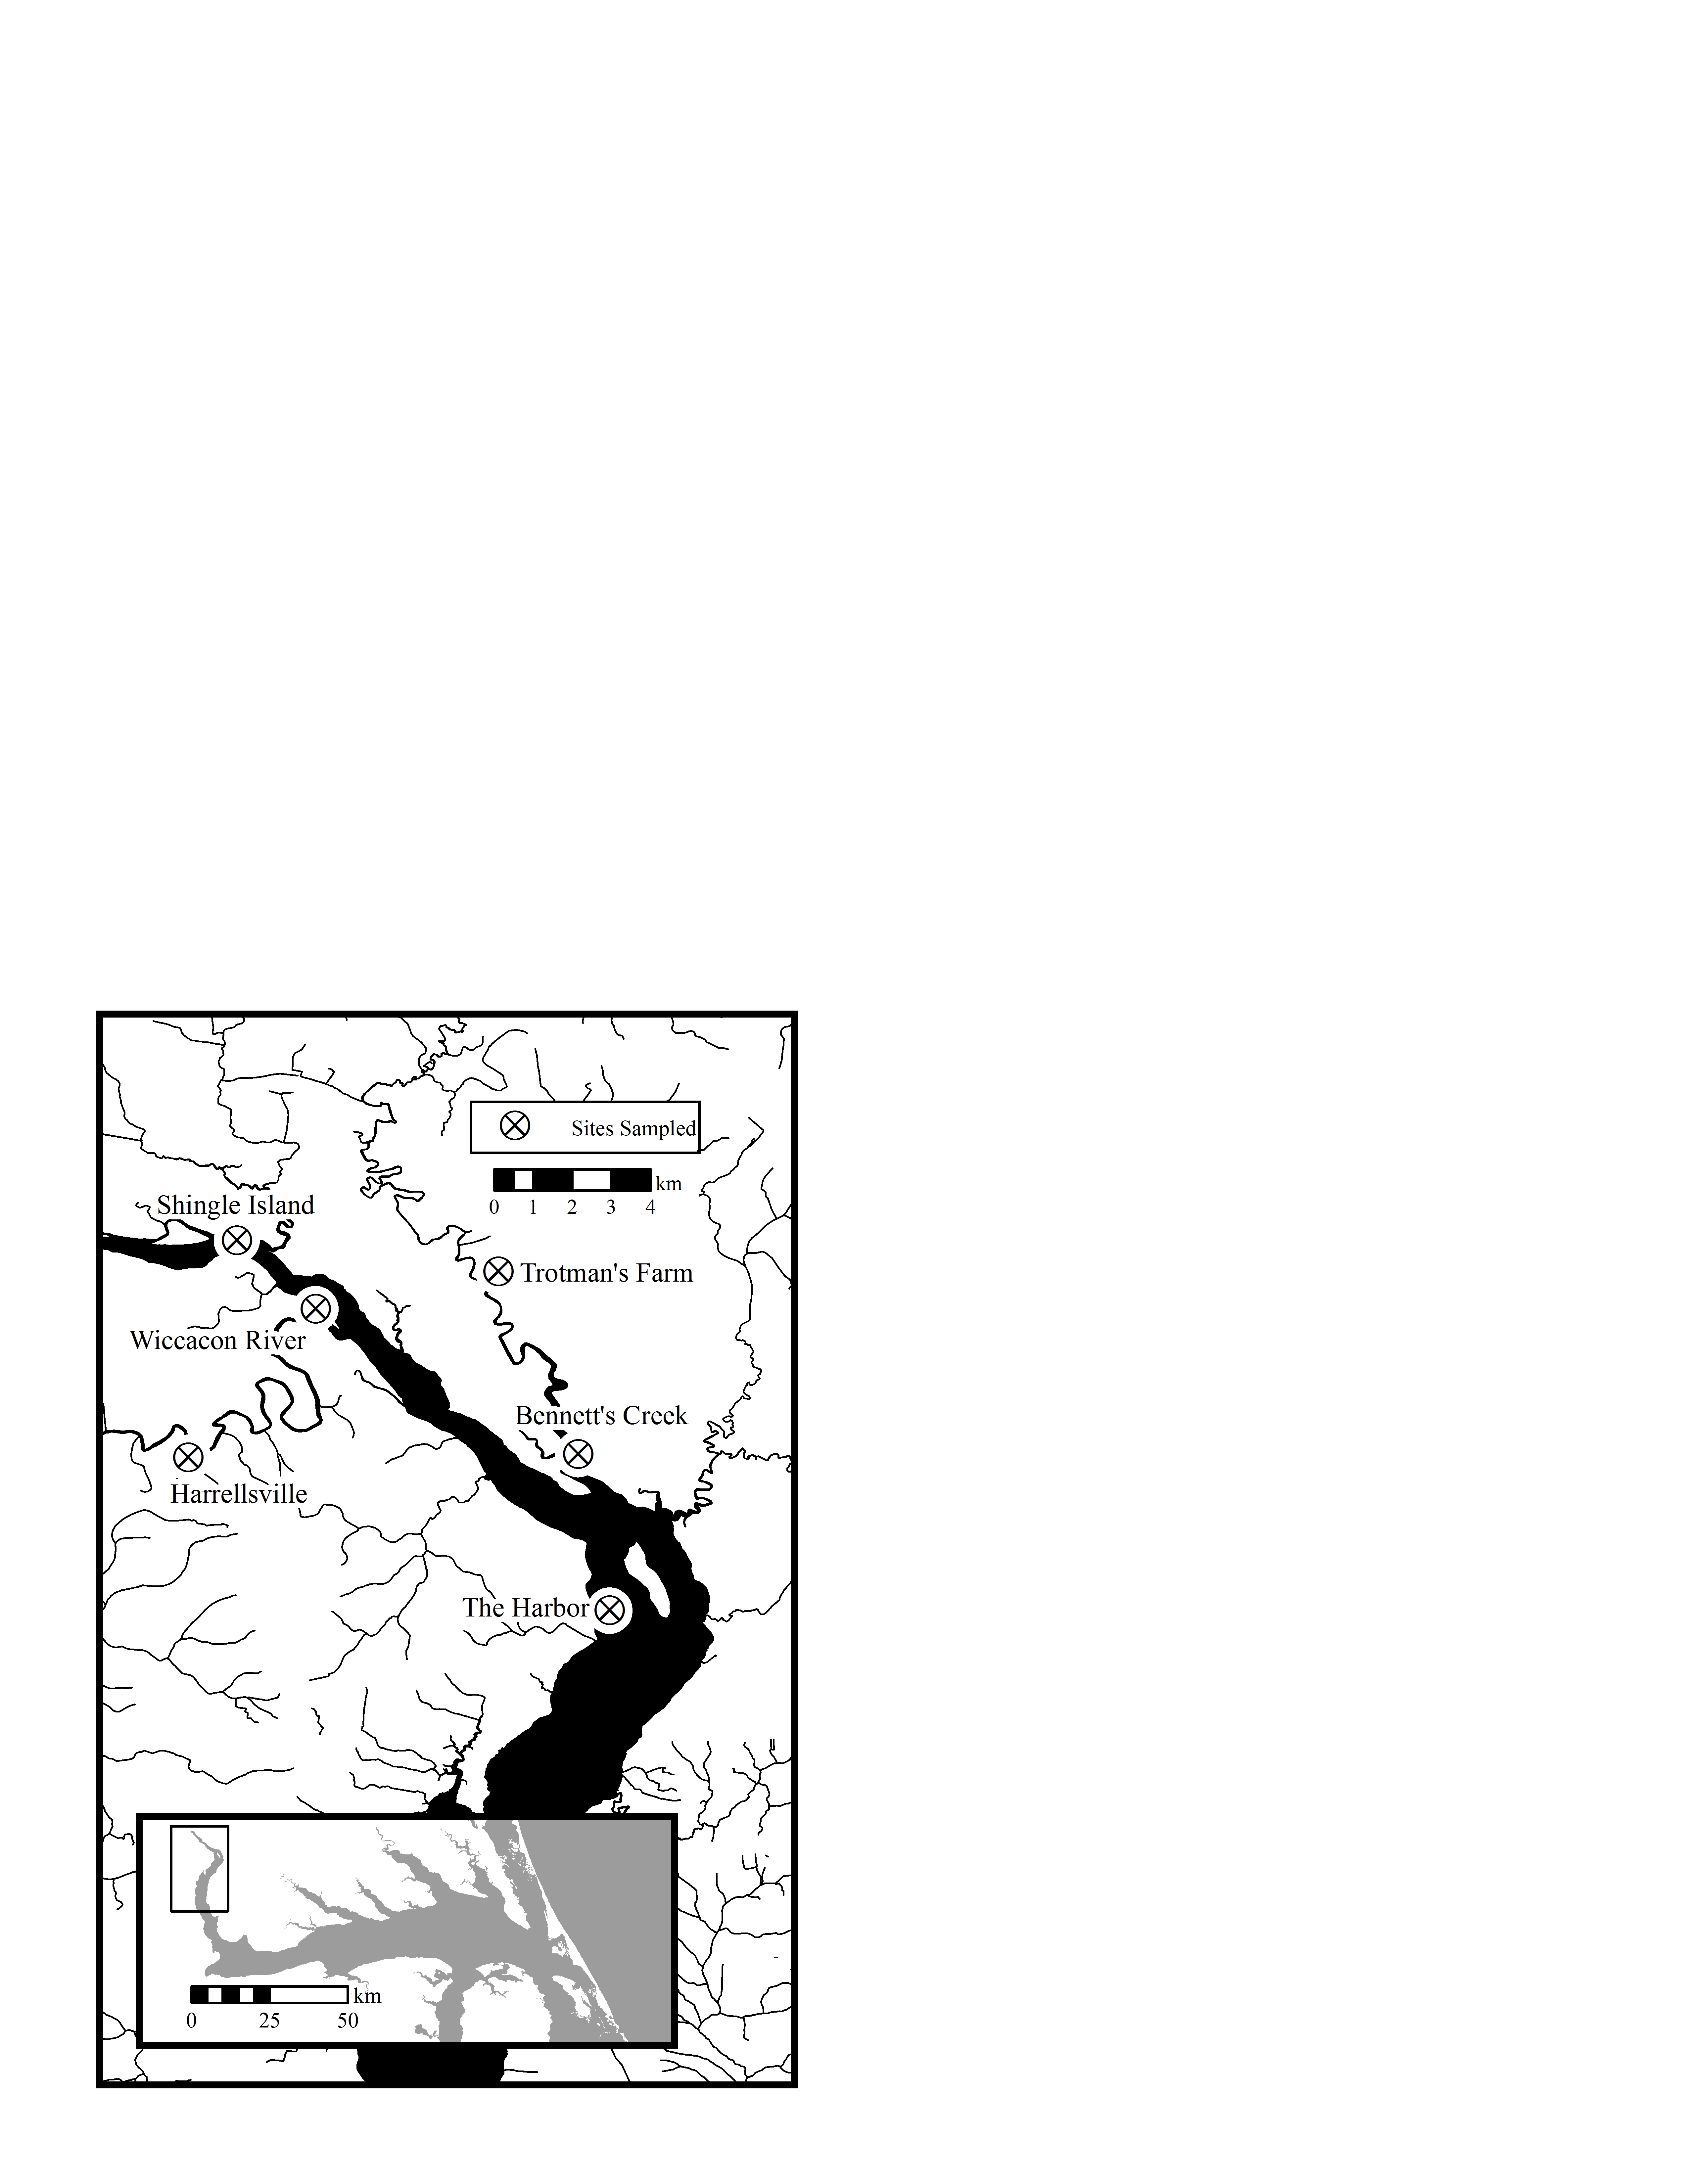 Sites Sampled
km
0 1 2 3 4
Shingle Island
Trotman's Farm
Wiccacon River
Bennett's Creek
Harrellsville
The Harbor
km
0 25 50